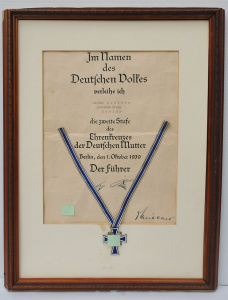 Im Namen
des
Deutschen Volkes
verleihe ich
die zweite Stufe
des
Ehrenkreuzes
der Deutschen Mutter
Berlin, den 1. Oktober 1939
Der Führer